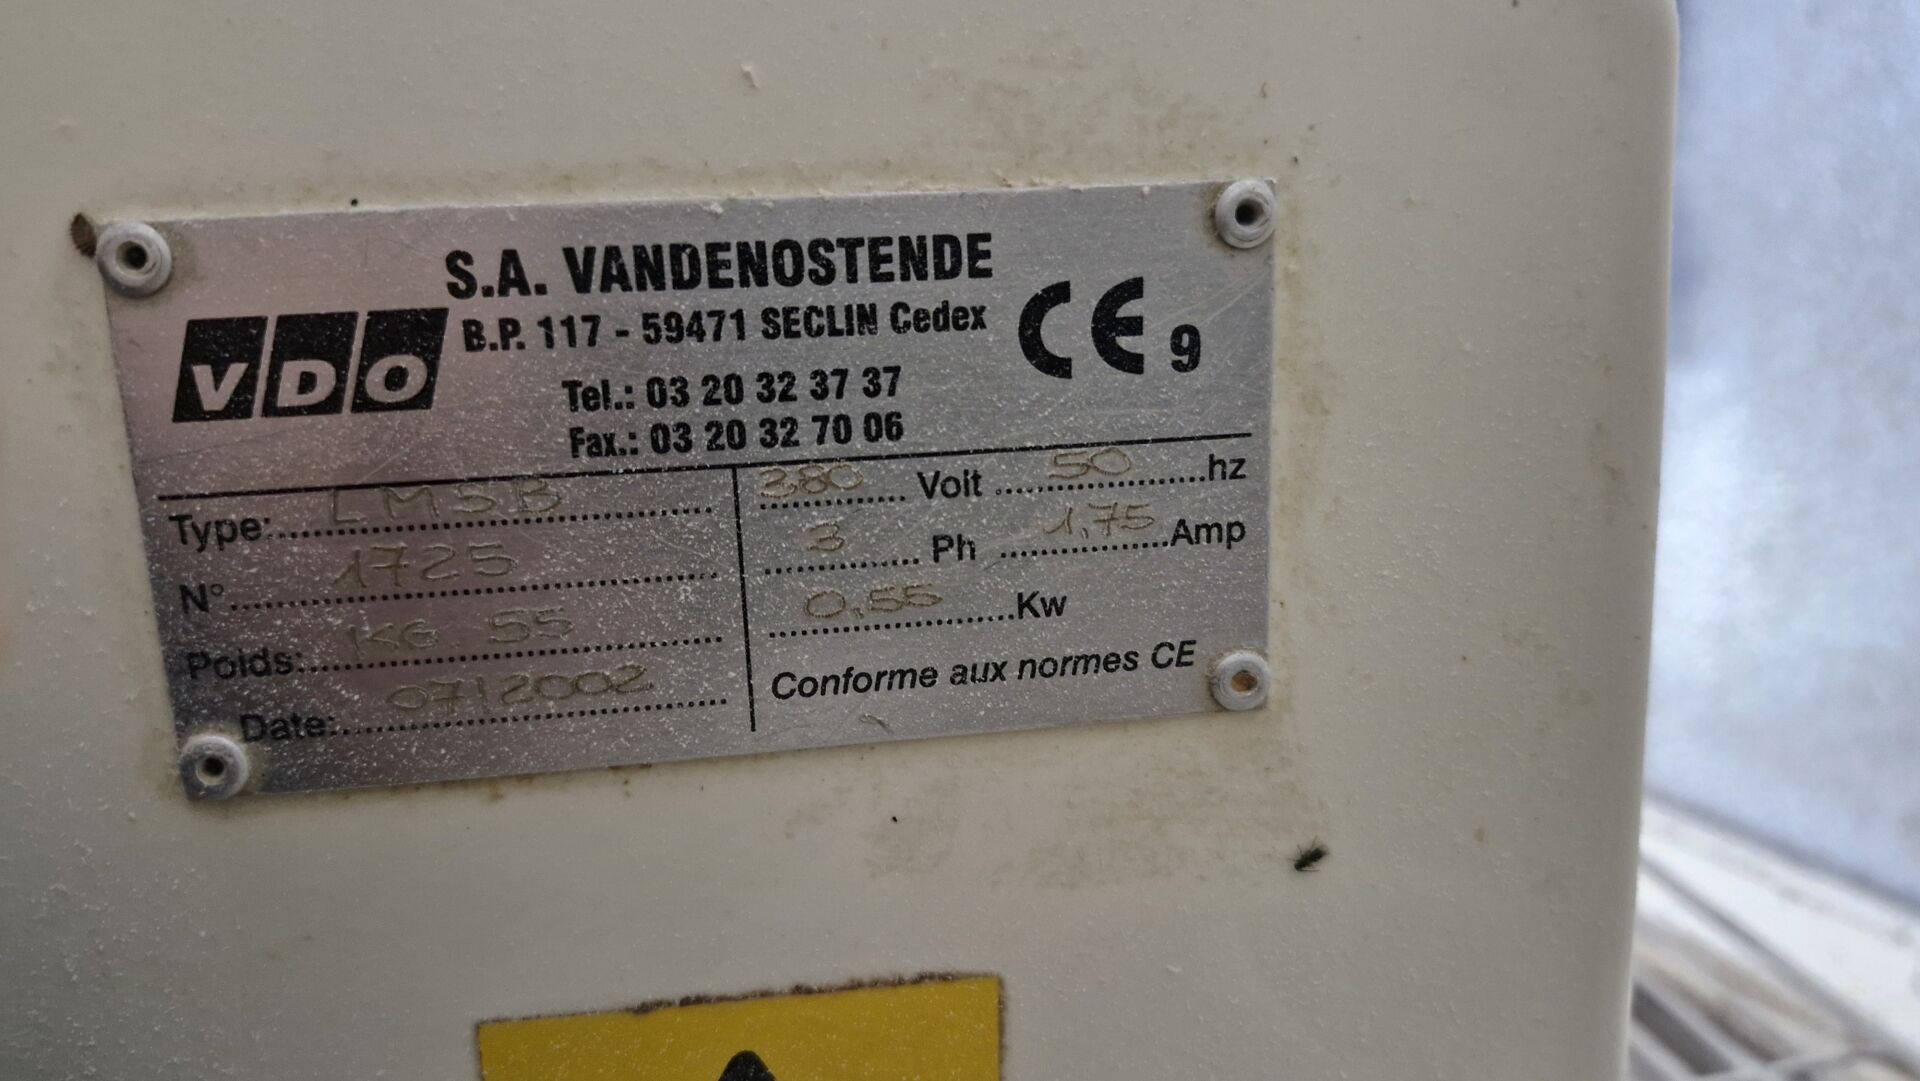 S.A. VANDENOSTENDE
B.P. 117 - 59471 SECLIN Cedex
Tel.: 03 20 32 37 37
Fax.: 03 20 32 70 06
VDO
CE 9
Type: LM5B
N° 1725
Poids: KG 55
Date: 07/2002
380 Volt 50 hz
3 Ph 1,75 Amp
0,55 Kw
Conforme aux normes CE